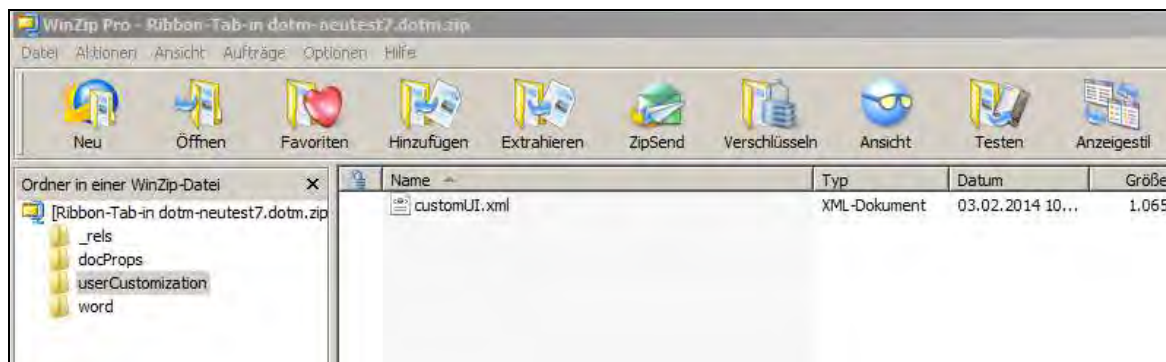 WinZip Pro - Ribbon-Tab-in dotm-neutest7.dotm.zip
Datei Aktionen Ansicht Aufträge Optionen Hilfe
Neu Öffnen Favoriten Hinzufügen Extrahieren ZipSend Verschlüsseln Ansicht Testen Anzeigestil
Ordner in einer WinZip-Datei
[Ribbon-Tab-in dotm-neutest7.dotm.zip
_rels
docProps
userCustomization
word
Name Typ Datum Größe
customUI.xml XML-Dokument 03.02.2014 10... 1.065